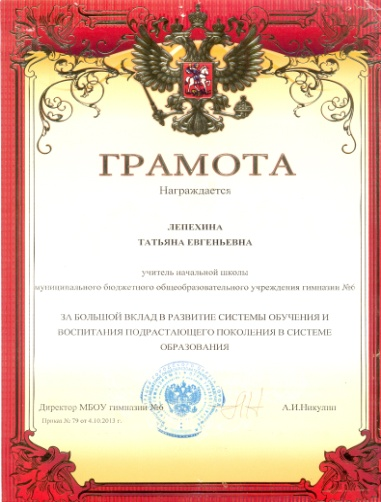 ГРАМОТА
Награждается
ЛЕПЕХИНА
ТАТЬЯНА ЕВГЕНЬЕВНА
учитель начальной школы
муниципального бюджетного общеобразовательного учреждения гимназии №6
ЗА БОЛЬШОЙ ВКЛАД В РАЗВИТИЕ СИСТЕМЫ ОБУЧЕНИЯ И
ВОСПИТАНИЯ ПОДРАСТАЮЩЕГО ПОКОЛЕНИЯ В СИСТЕМЕ
ОБРАЗОВАНИЯ
Директор МБОУ гимназии №6 А.И.Никулин
Приказ № 79 от 4.10.2013 г.